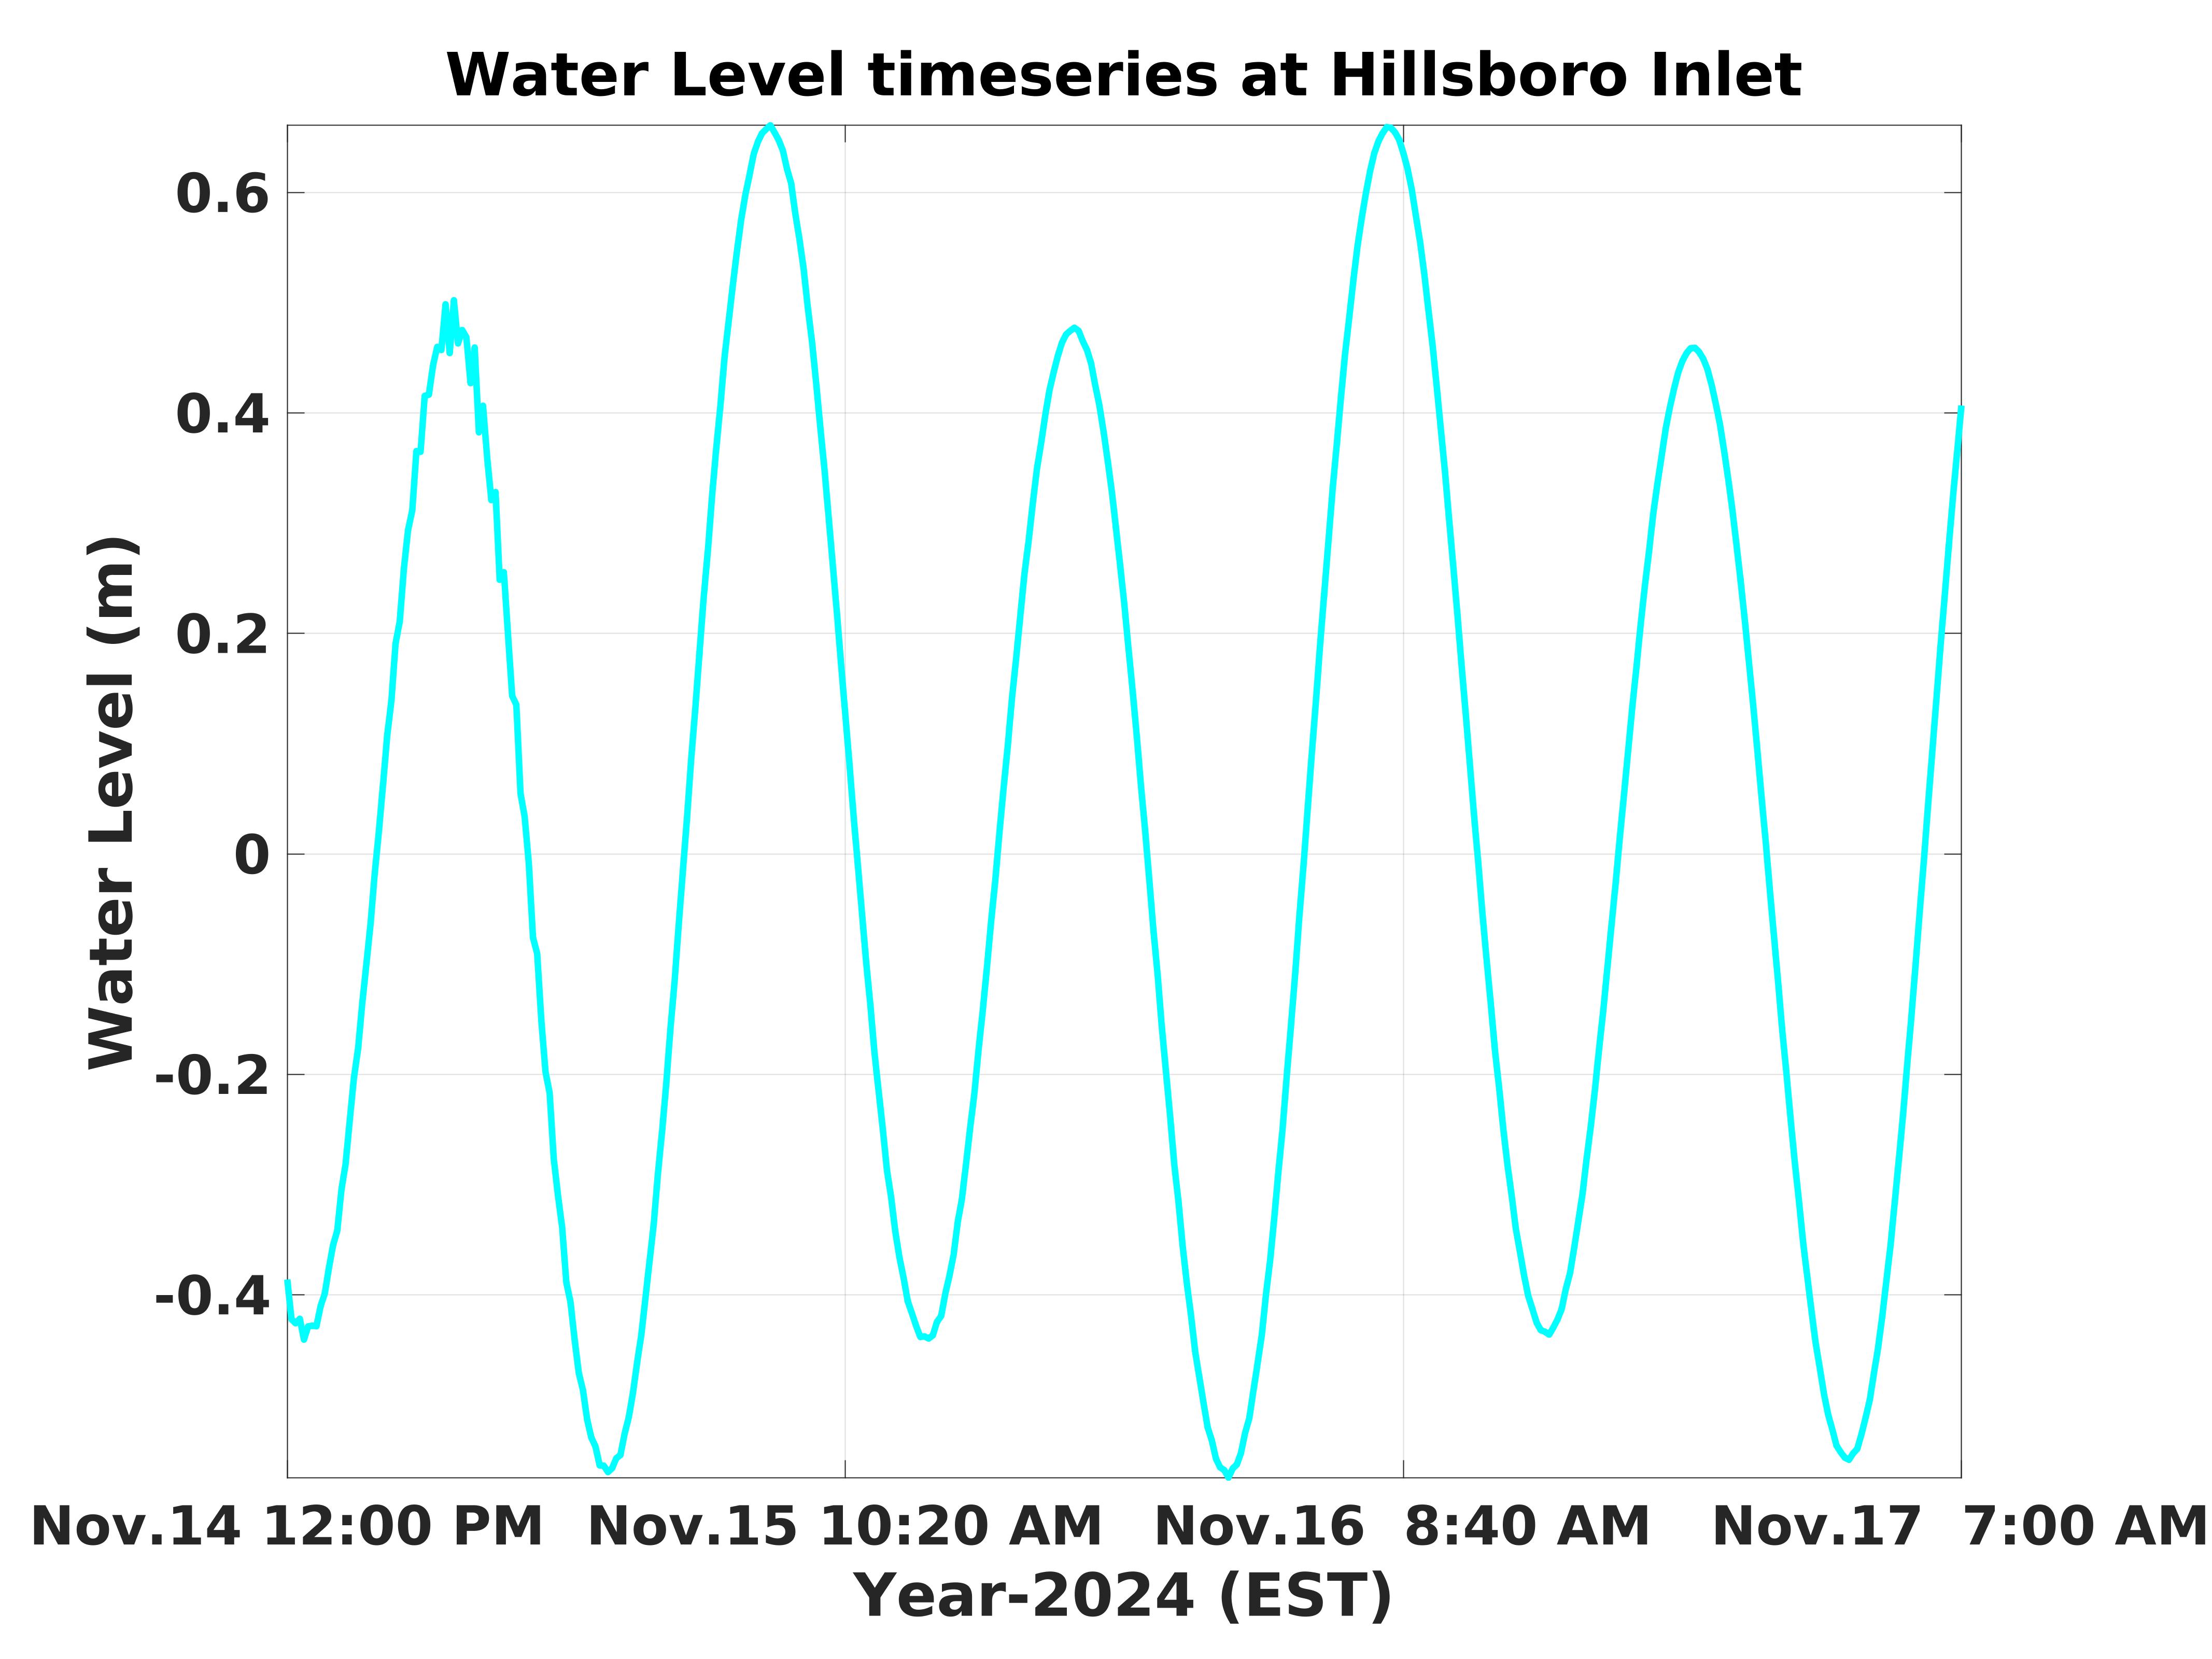 Water Level timeseries at Hillsboro Inlet
0.6
0.4
0.2
0
-0.2
-0.4
Water Level (m)
Nov.14 12:00 PM Nov.15 10:20 AM Nov.16 8:40 AM Nov.17 7:00 AM
Year-2024 (EST)